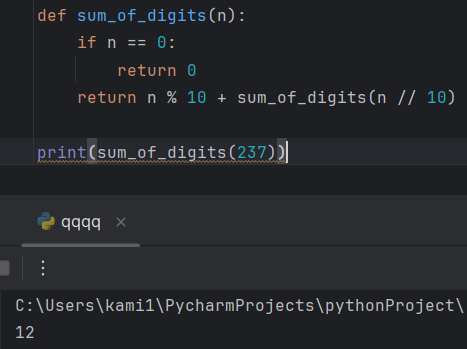 def sum_of_digits(n):
    if n == 0:
        return 0
    return n % 10 + sum_of_digits(n // 10)
print(sum_of_digits(237))
qqqq ×
C:\Users\kami1\PycharmProjects\pythonProject\
12